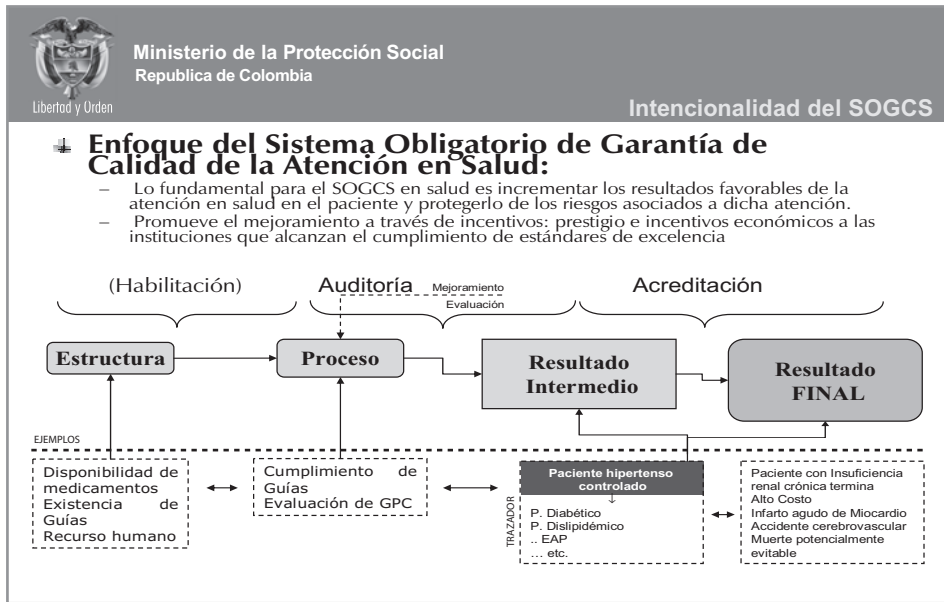 Ministerio de la Protección Social
Republica de Colombia
Libertad y Orden
Intencionalidad del SOGCS
Enfoque del Sistema Obligatorio de Garantía de
Calidad de la Atención en Salud:
– Lo fundamental para el SOGCS en salud es incrementar los resultados favorables de la
atención en salud en el paciente y protegerlo de los riesgos asociados a dicha atención.
– Promueve el mejoramiento a través de incentivos: prestigio e incentivos económicos a las
instituciones que alcanzan el cumplimiento de estándares de excelencia
(Habilitación)
Auditoría
Mejoramiento
Evaluación
Acreditación
Estructura
Proceso
Resultado
Intermedio
Resultado
FINAL
EJEMPLOS
Disponibilidad de
medicamentos
Existencia de
Guías
Recurso humano
Cumplimiento de
Guías
Evaluación de GPC
TRAZADOR
Paciente hipertenso
controlado
P. Diabético
P. Dislipidémico
.. EAP
... etc.
Paciente con Insuficiencia
renal crónica termina
Alto Costo
Infarto agudo de Miocardio
Accidente cerebrovascular
Muerte potencialmente
evitable